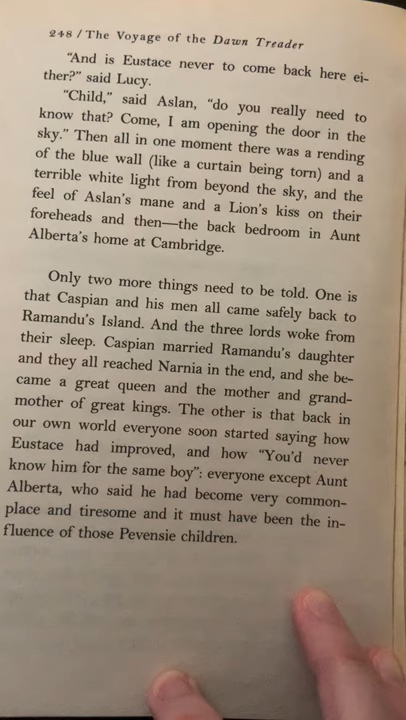 248 / The Voyage of the Dawn Treader
"And is Eustace never to come back here ei-
ther?" said Lucy.
"Child," said Aslan, "do you really need to
know that? Come, I am opening the door in the
sky." Then all in one moment there was a rending
of the blue wall (like a curtain being torn) and a
terrible white light from beyond the sky, and the
feel of Aslan's mane and a Lion's kiss on their
foreheads and then—the back bedroom in Aunt
Alberta's home at Cambridge.
Only two more things need to be told. One is
that Caspian and his men all came safely back to
Ramandu's Island. And the three lords woke from
their sleep. Caspian married Ramandu's daughter
and they all reached Narnia in the end, and she be-
came a great queen and the mother and grand-
mother of great kings. The other is that back in
our own world everyone soon started saying how
Eustace had improved, and how "You'd never
know him for the same boy": everyone except Aunt
Alberta, who said he had become very common-
place and tiresome and it must have been the in-
fluence of those Pevensie children.